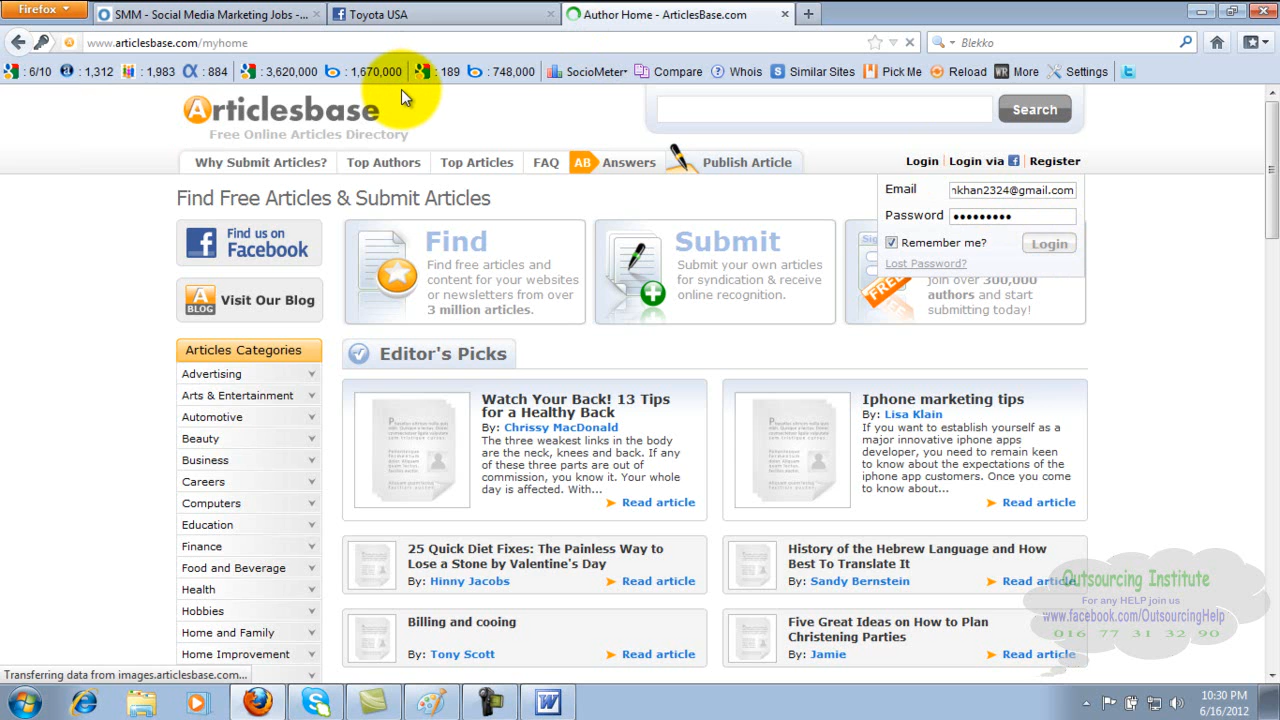 Firefox
SMM - Social Media Marketing Jobs -...
Toyota USA
Author Home - ArticlesBase.com
www.articlesbase.com/myhome
Blekko
: 6/10
: 1,312
: 1,983
: 884
: 3,620,000
: 1,670,000
: 189
: 748,000
SocioMeter
Compare
Whois
Similar Sites
Pick Me
Reload
More
Settings
Articlesbase
Free Online Articles Directory
Search
Why Submit Articles?
Top Authors
Top Articles
FAQ
AB Answers
Publish Article
Login
Login via
Register
Email
khan2324@gmail.com
Password
Remember me?
Login
Lost Password?
Find Free Articles & Submit Articles
Find us on
Facebook
A
BLOG
Visit Our Blog
Find
Find free articles and
content for your websites
or newsletters from over
3 million articles.
Submit
Submit your own articles
for syndication & receive
online recognition.
FREE
join over 300,000
authors and start
submitting today!
Articles Categories
Advertising
Arts & Entertainment
Automotive
Beauty
Business
Careers
Computers
Education
Finance
Food and Beverage
Health
Hobbies
Home and Family
Home Improvement
Editor's Picks
Watch Your Back! 13 Tips
for a Healthy Back
By: Chrissy MacDonald
The three weakest links in the body
are the neck, knees and back. If any
of these three parts are out of
commission, you know it. Your whole
day is affected. With...
Read article
Iphone marketing tips
By: Lisa Klain
If you want to establish yourself as a
major innovative iphone apps
developer, you need to remain keen
to know about the expectations of the
iphone app customers. Once you come
to know about...
Read article
25 Quick Diet Fixes: The Painless Way to
Lose a Stone by Valentine's Day
By: Hinny Jacobs
Read article
History of the Hebrew Language and How
Best To Translate It
By: Sandy Bernstein
Read article
Billing and cooing
By: Tony Scott
Read article
Five Great Ideas on How to Plan
Christening Parties
By: Jamie
Read article
Outsourcing Institute
For any HELP join us
www.facebook.com/OutsourcingHelp
016 77 31 32 90
Transferring data from images.articlesbase.com...
10:30 PM
6/16/2012